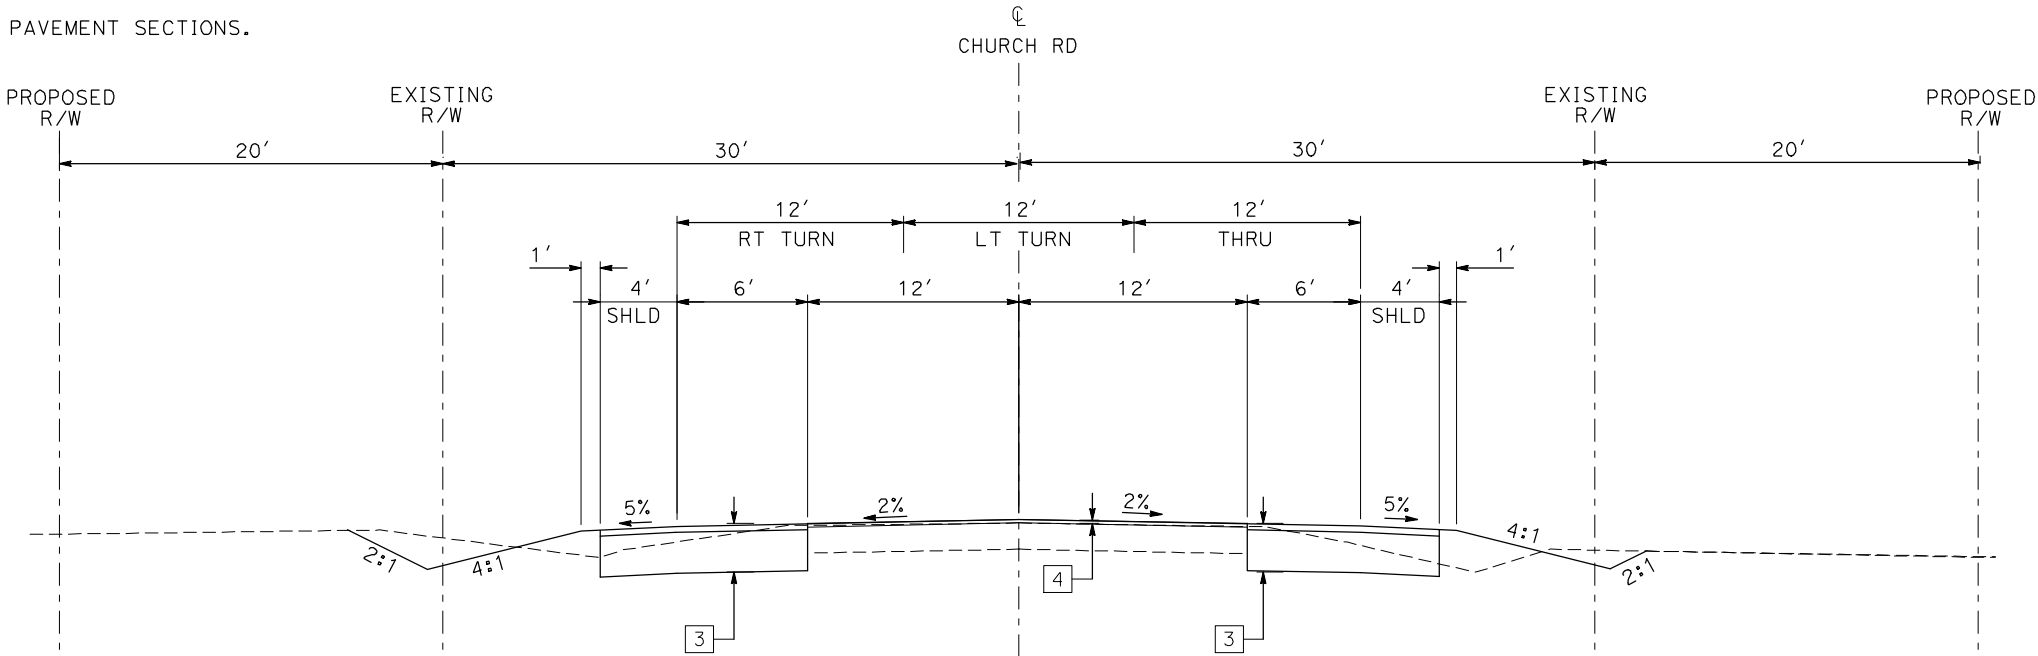 PAVEMENT SECTIONS.
℄
CHURCH RD
PROPOSED
R/W
EXISTING
R/W
EXISTING
R/W
PROPOSED
R/W
20' 30' 30' 20'
12' 12' 12'
RT TURN LT TURN THRU
1' 1'
4' 6' 12' 12' 6' 4'
SHLD SHLD
5% 2% 2% 5%
2:1 4:1 4:1 2:1
4
3 3